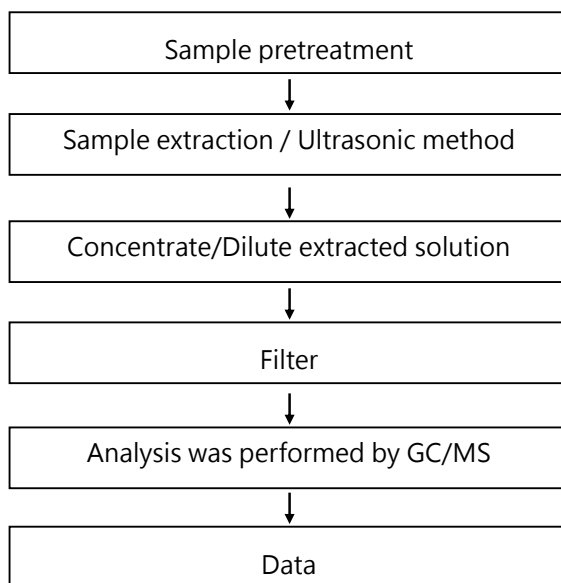 Sample pretreatment
Sample extraction / Ultrasonic method
Concentrate/Dilute extracted solution
Filter
Analysis was performed by GC/MS
Data